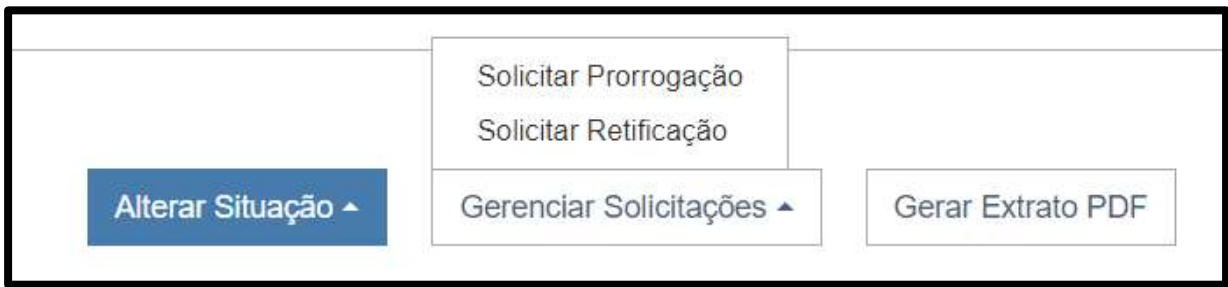 Solicitar Prorrogação
Solicitar Retificação
Alterar Situação
Gerenciar Solicitações
Gerar Extrato PDF